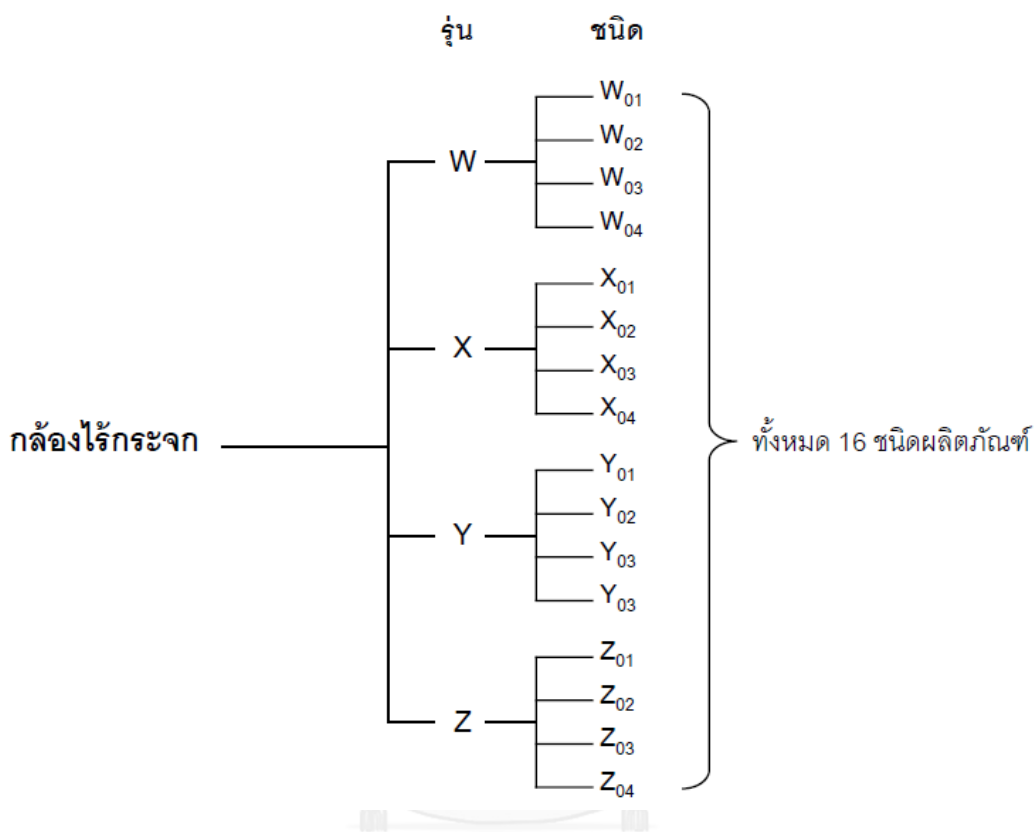 รุ่น ชนิด
W₀₁
W₀₂
W
W₀₃
W₀₄
X₀₁
X₀₂
X
X₀₃
X₀₄
กล้องไร้กระจก ทั้งหมด 16 ชนิดผลิตภัณฑ์
Y₀₁
Y₀₂
Y
Y₀₃
Y₀₃
Z₀₁
Z₀₂
Z
Z₀₃
Z₀₄